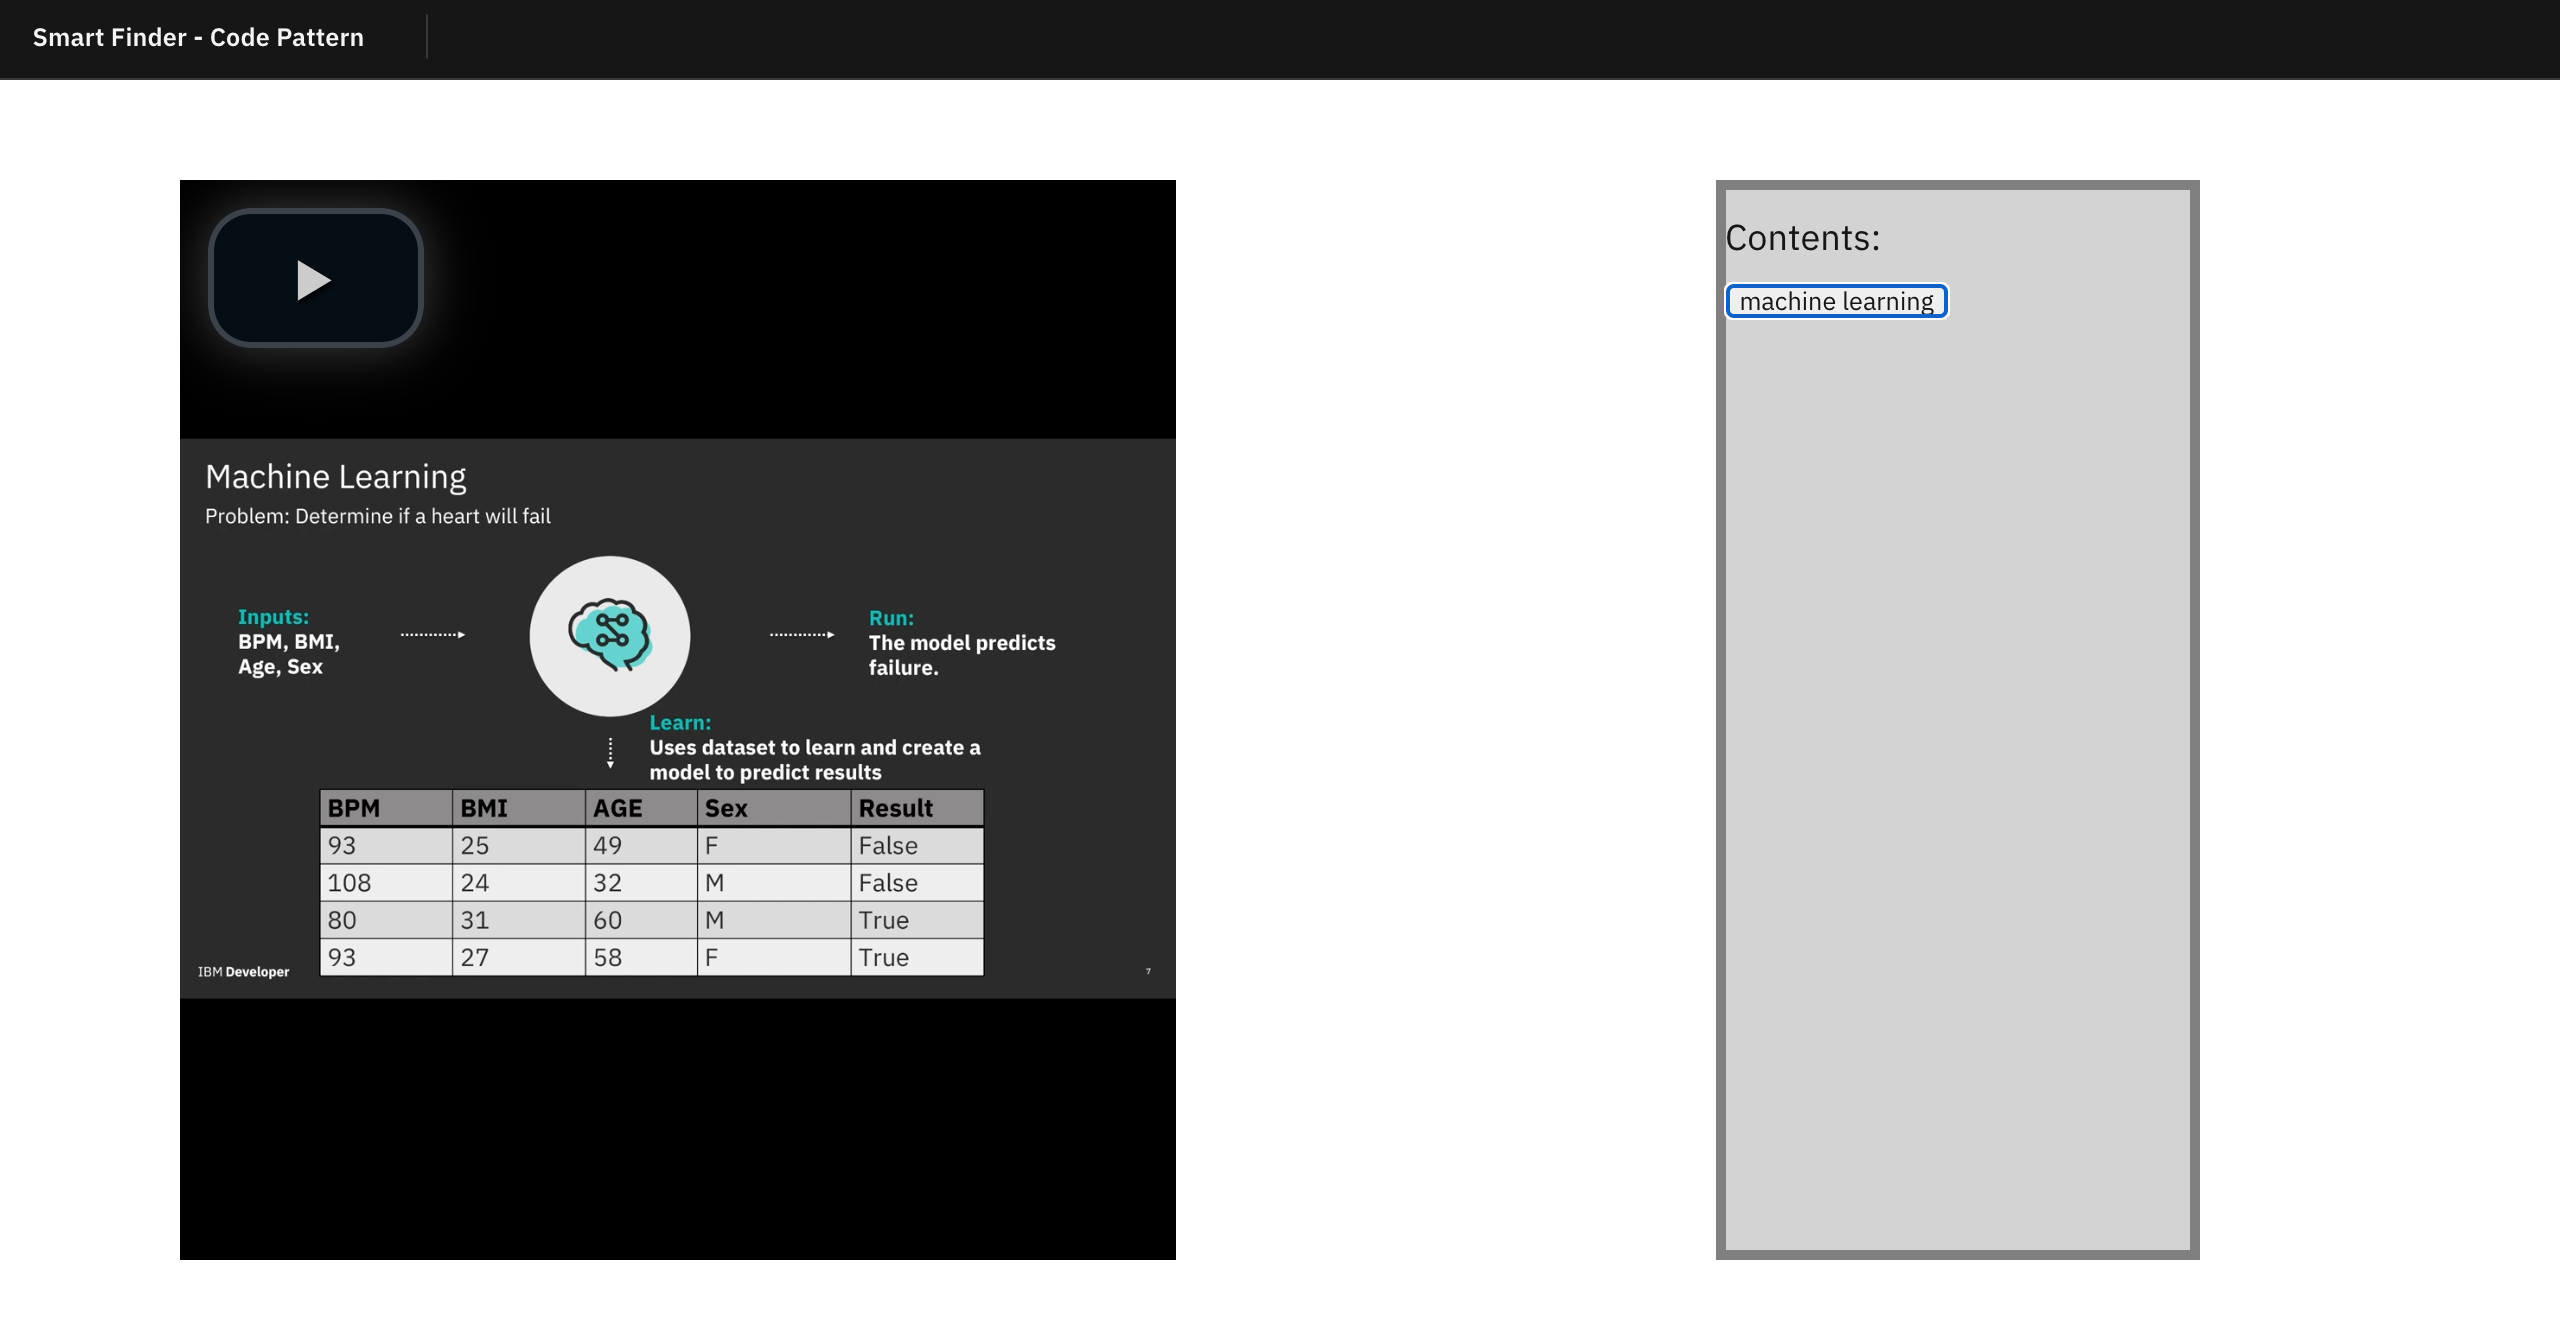 Smart Finder - Code Pattern
Machine Learning
Problem: Determine if a heart will fail
Inputs:
BPM, BMI,
Age, Sex
Run:
The model predicts
failure.
Learn:
Uses dataset to learn and create a
model to predict results
BPM BMI AGE Sex Result
93 25 49 F False
108 24 32 M False
80 31 60 M True
93 27 58 F True
IBM Developer
7
Contents:
machine learning